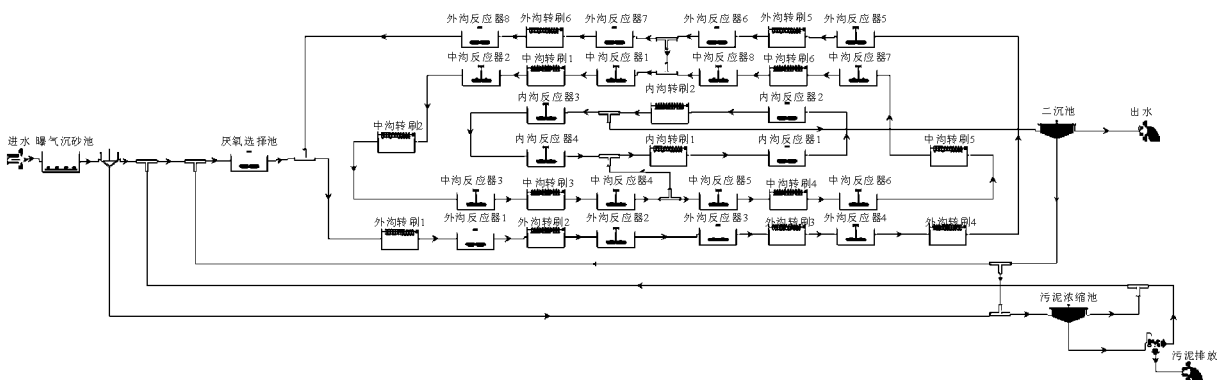 外沟反应器8 外沟转刷6 外沟反应器7 外沟反应器6 外沟转刷5 外沟反应器5
中沟反应器2 中沟转刷1 中沟反应器1 中沟反应器8 中沟转刷6 中沟反应器7
内沟反应器3 内沟转刷2 内沟反应器2 二沉池 出水
中沟转刷2
进水 曝气沉砂池 厌氧选择池 内沟反应器4 内沟转刷1 内沟反应器1 中沟转刷5
中沟反应器3 中沟转刷3 中沟反应器4 中沟反应器5 中沟转刷4 中沟反应器6
外沟转刷1 外沟反应器1 外沟转刷2 外沟反应器2 外沟反应器3 外沟转刷3 外沟反应器4 外沟转刷4
污泥浓缩池
污泥排放